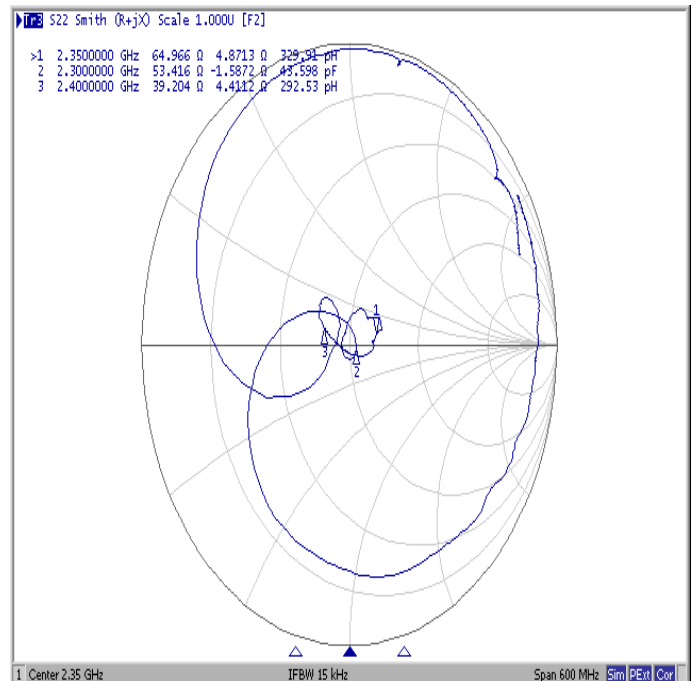 Tr3 S22 Smith (R+jX) Scale 1.000U [F2]
>1 2.3500000 GHz 64.966 Ω 4.8713 Ω 329.91 pH
2 2.3000000 GHz 53.416 Ω -1.5872 Ω 43.598 pF
3 2.4000000 GHz 39.204 Ω 4.4112 Ω 292.53 pH
1
3
2
1 Center 2.35 GHz IFBW 15 kHz Span 600 MHz Sim PExt Cor